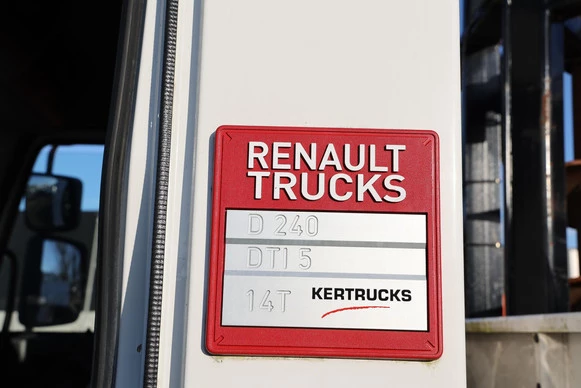 RENAULT
TRUCKS
D 240
DTI 5
14T KERTRUCKS